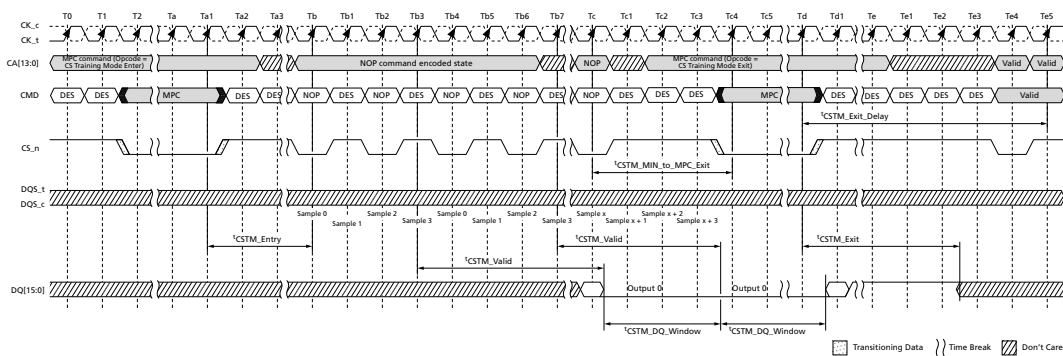 T0 T1 T2 Ta Ta1 Ta2 Ta3 Tb Tb1 Tb2 Tb3 Tb4 Tb5 Tb6 Tb7 Tc Tc1 Tc2 Tc3 Tc4 Tc5 Td Td1 Te Te1 Te2 Te3 Te4 Te5
CK_c
CK_t
CA[13:0] MPC command (Opcode = CS Training Mode Enter) NOP command encoded state NOP MPC command (Opcode = CS Training Mode Exit) Valid Valid
CMD DES DES MPC DES DES NOP DES NOP DES NOP DES NOP DES NOP DES DES DES MPC DES DES DES DES DES Valid
tCSTM_Exit_Delay
CS_n
tCSTM_MIN_to_MPC_Exit
DQS_t
DQS_c
Sample 0 Sample 2 Sample 0 Sample 2 Sample x Sample x + 2
Sample 1 Sample 3 Sample 1 Sample 3 Sample x + 1 Sample x + 3
tCSTM_Entry tCSTM_Valid tCSTM_Exit
tCSTM_Valid
DQ[15:0] Output 0 Output 0
tCSTM_DQ_Window tCSTM_DQ_Window
Transitioning Data Time Break Don't Care